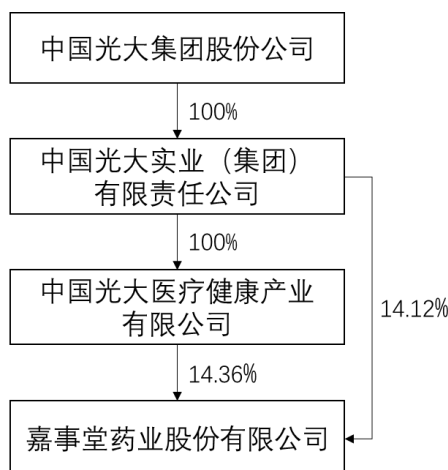 中国光大集团股份公司
100%
中国光大实业（集团）
有限责任公司
100%
中国光大医疗健康产业
有限公司
14.12%
14.36%
嘉事堂药业股份有限公司